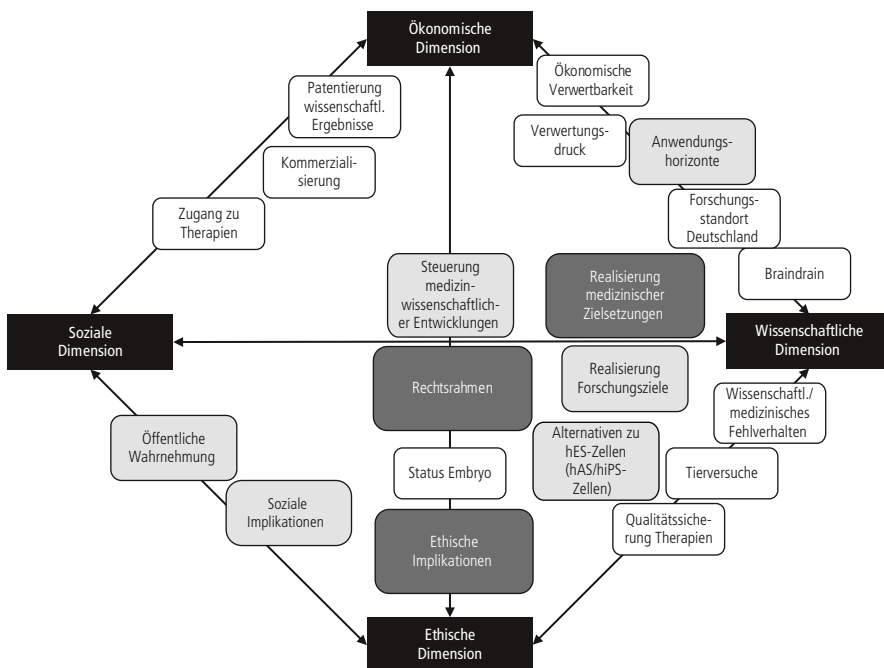 Ökonomische
Dimension
Ökonomische
Verwertbarkeit
Patentierung
wissenschaftl.
Ergebnisse
Verwertungs-
druck
Anwendungs-
horizonte
Kommerziali-
sierung
Zugang zu
Therapien
Forschungs-
standort
Deutschland
Steuerung
medizin-
wissenschaftlich-
er Entwicklungen
Realisierung
medizinischer
Zielsetzungen
Braindrain
Soziale
Dimension
Wissenschaftliche
Dimension
Rechtsrahmen
Realisierung
Forschungsziele
Wissenschaftl./
medizinisches
Fehlverhalten
Öffentliche
Wahrnehmung
Status Embryo
Alternativen zu
hES-Zellen
(hAS/hiPS-
Zellen)
Tierversuche
Soziale
Implikationen
Qualitätssiche-
rung Therapien
Ethische
Implikationen
Ethische
Dimension